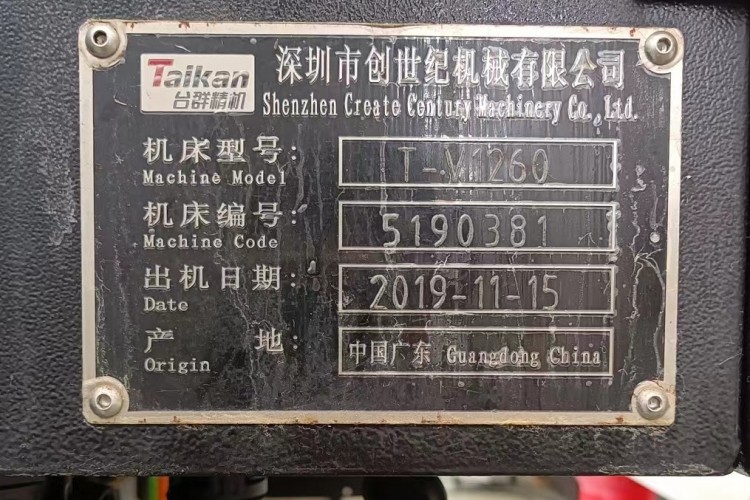 Taikan
台群精机
深圳市创世纪机械有限公司
Shenzhen Create Century Machinery Co.,Ltd.
机床型号: T-V1260
Machine Model
机床编号: 5190381
Machine Code
出机日期: 2019-11-15
Date
产 地: 中国广东 Guangdong China
Origin